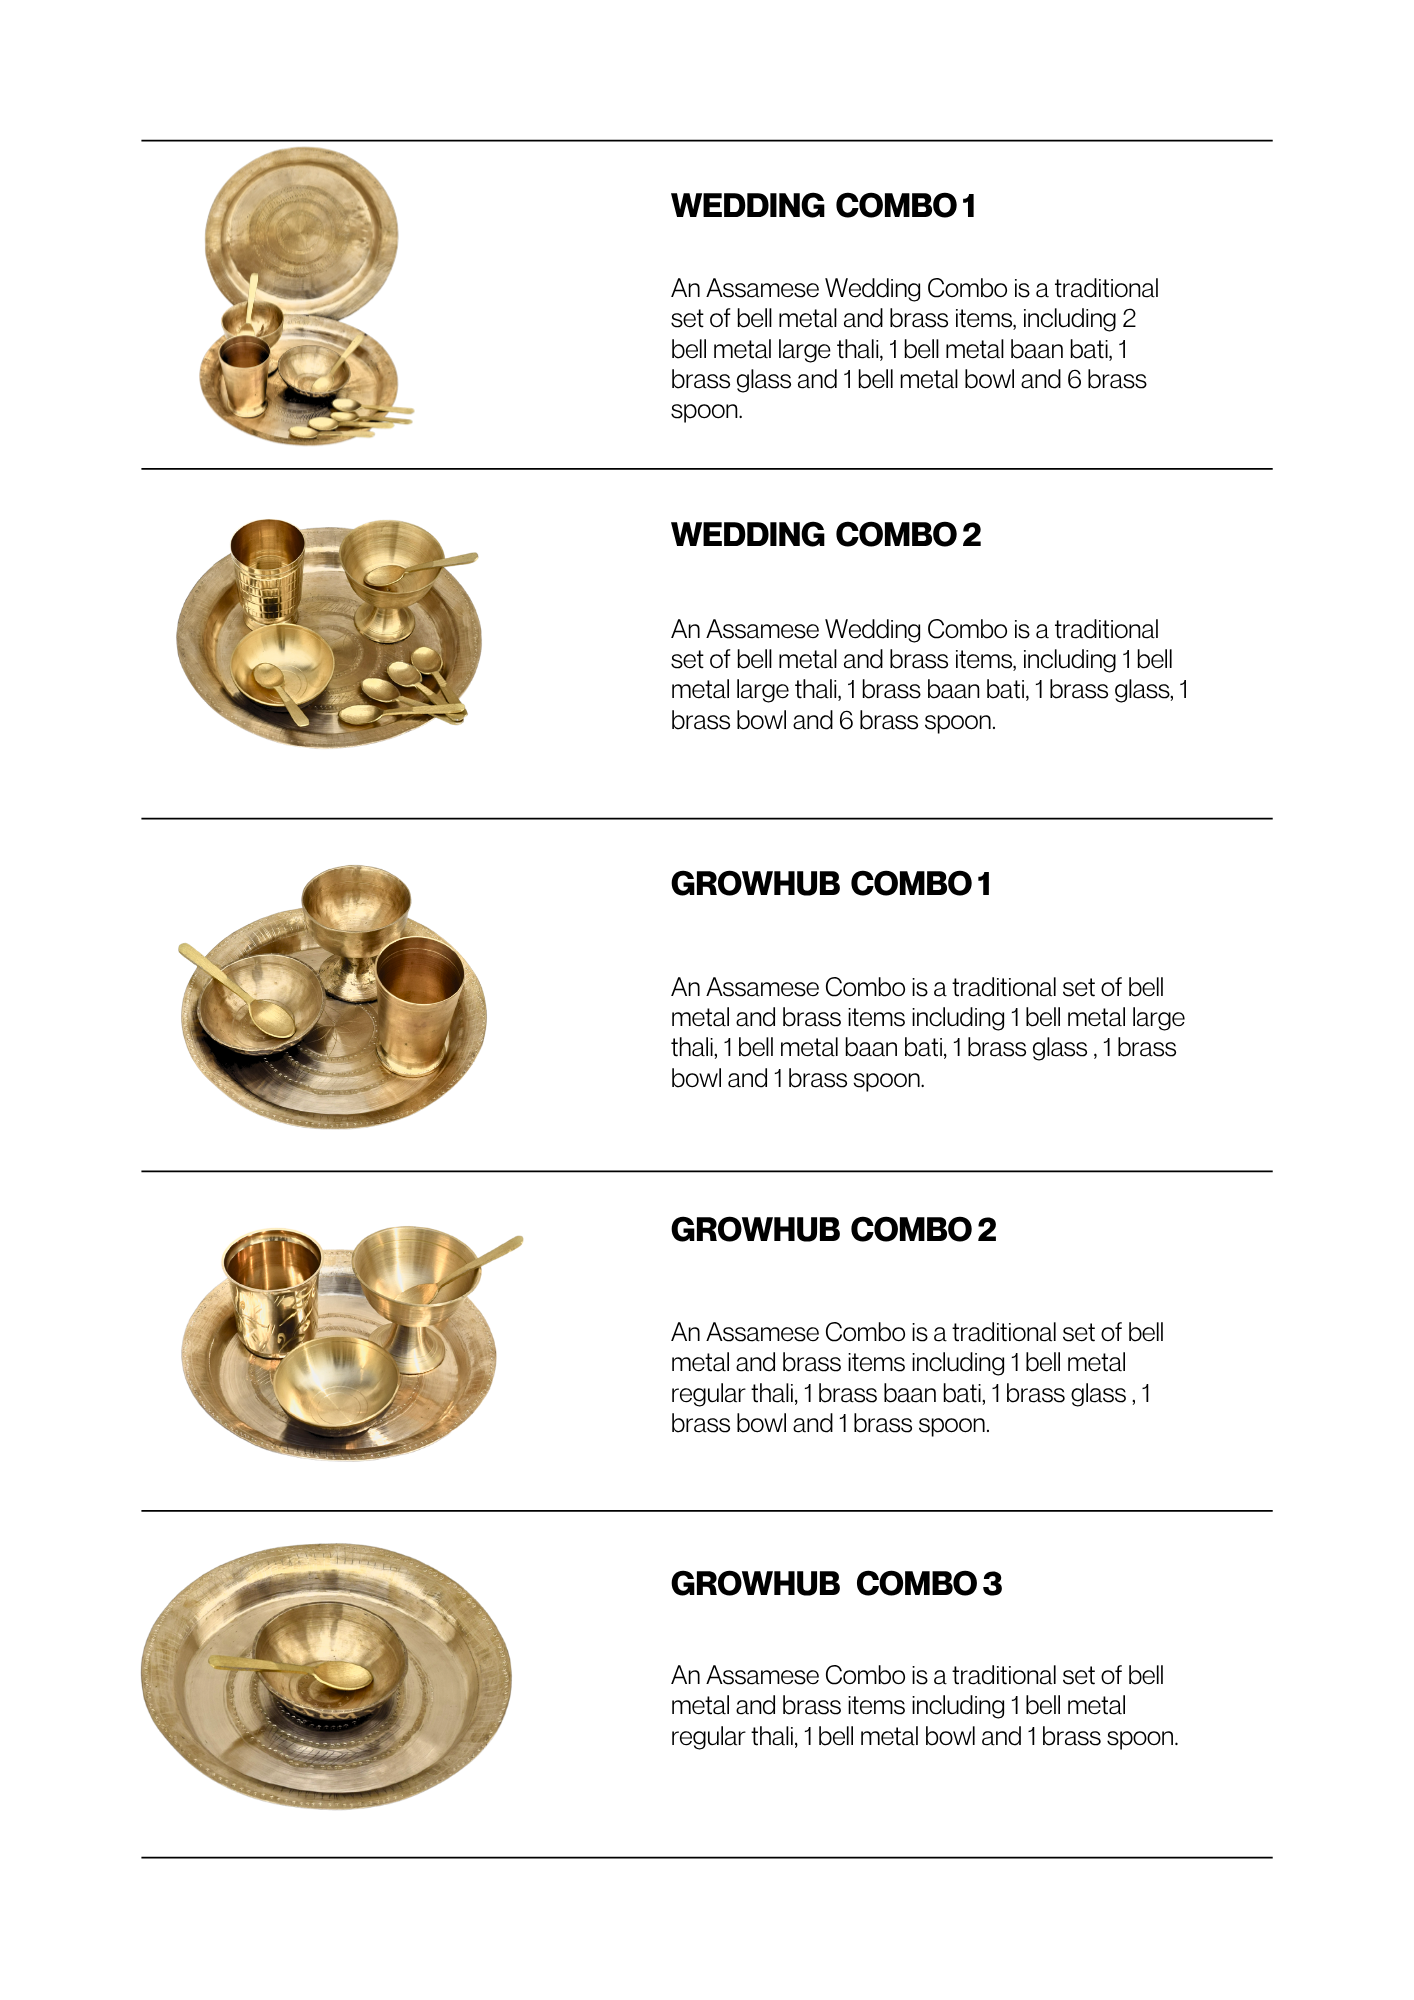 WEDDING COMBO 1
An Assamese Wedding Combo is a traditional
set of bell metal and brass items, including 2
bell metal large thali, 1 bell metal baan bati, 1
brass glass and 1 bell metal bowl and 6 brass
spoon.
WEDDING COMBO 2
An Assamese Wedding Combo is a traditional
set of bell metal and brass items, including 1 bell
metal large thali, 1 brass baan bati, 1 brass glass, 1
brass bowl and 6 brass spoon.
GROWHUB COMBO 1
An Assamese Combo is a traditional set of bell
metal and brass items including 1 bell metal large
thali, 1 bell metal baan bati, 1 brass glass , 1 brass
bowl and 1 brass spoon.
GROWHUB COMBO 2
An Assamese Combo is a traditional set of bell
metal and brass items including 1 bell metal
regular thali, 1 brass baan bati, 1 brass glass , 1
brass bowl and 1 brass spoon.
GROWHUB COMBO 3
An Assamese Combo is a traditional set of bell
metal and brass items including 1 bell metal
regular thali, 1 bell metal bowl and 1 brass spoon.